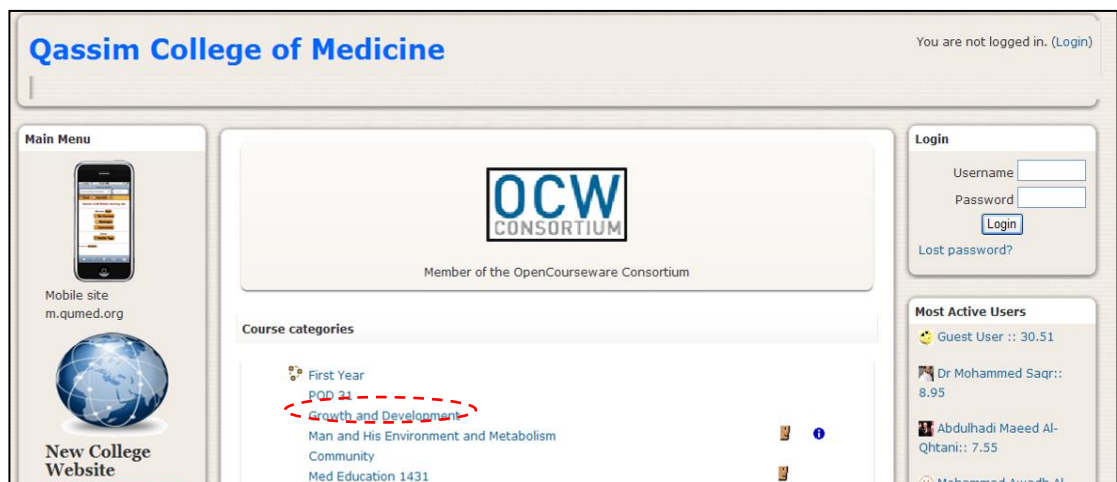 Qassim College of Medicine
You are not logged in. (Login)
Main Menu
Mobile site
m.qumed.org
New College
Website
OCW
CONSORTIUM
Member of the OpenCourseware Consortium
Course categories
First Year
POD 31
Growth and Development
Man and His Environment and Metabolism
Community
Med Education 1431
Login
Username
Password
Login
Lost password?
Most Active Users
Guest User :: 30.51
Dr Mohammed Saqr::
8.95
Abdulhadi Maeed Al-
Qhtani:: 7.55
Mohammed Awadh Al-